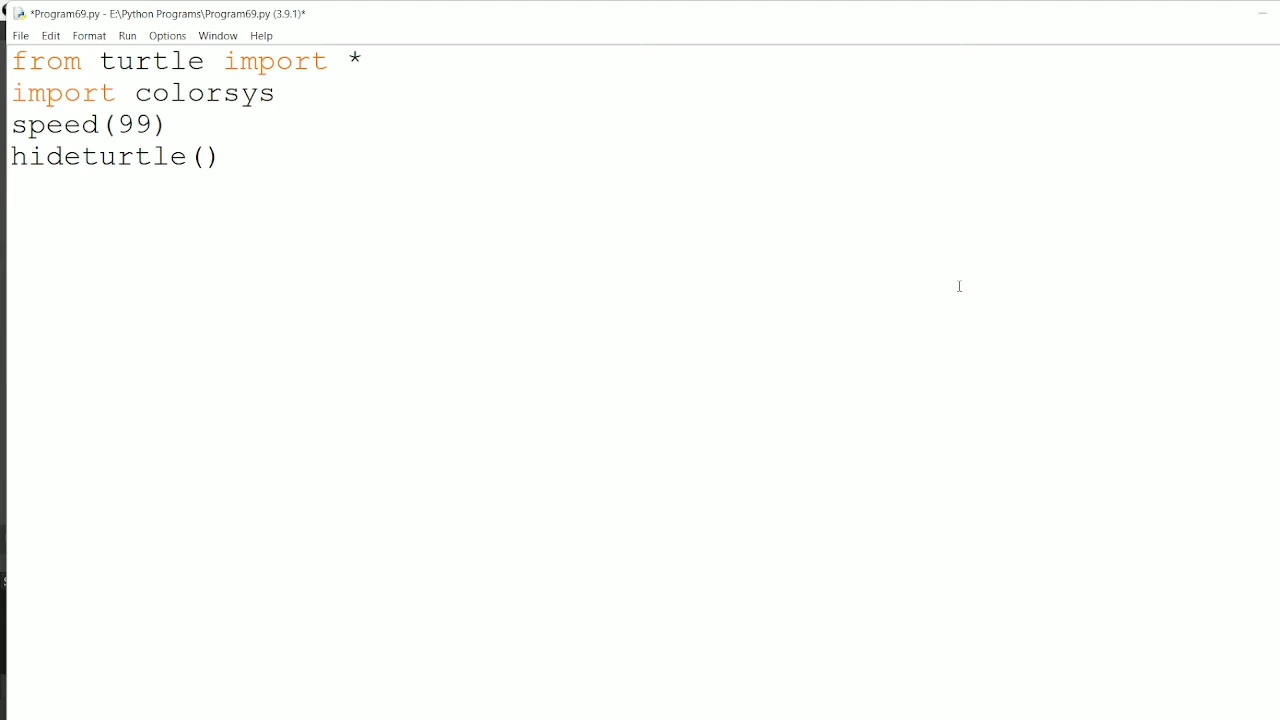 *Program69.py - E:\Python Programs\Program69.py (3.9.1)*
File Edit Format Run Options Window Help
from turtle import *
import colorsys
speed(99)
hideturtle()